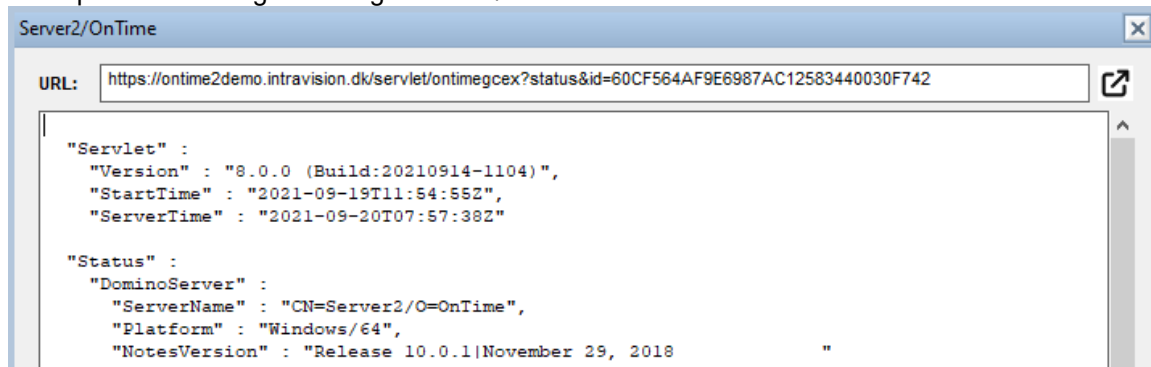 Server2/OnTime
URL: https://ontime2demo.intravision.dk/servlet/ontimegcex?status&id=60CF564AF9E6987AC12583440030F742
"Servlet" :
"Version" : "8.0.0 (Build:20210914-1104)",
"StartTime" : "2021-09-19T11:54:55Z",
"ServerTime" : "2021-09-20T07:57:38Z"
"Status" :
"DominoServer" :
"ServerName" : "CN=Server2/O=OnTime",
"Platform" : "Windows/64",
"NotesVersion" : "Release 10.0.1|November 29, 2018 "